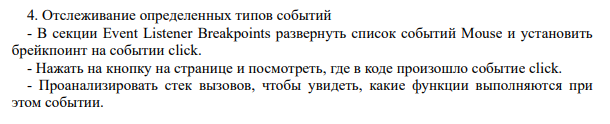 4. Отслеживание определенных типов событий
- В секции Event Listener Breakpoints развернуть список событий Mouse и установить
брейкпоинт на событии click.
- Нажать на кнопку на странице и посмотреть, где в коде произошло событие click.
- Проанализировать стек вызовов, чтобы увидеть, какие функции выполняются при
этом событии.